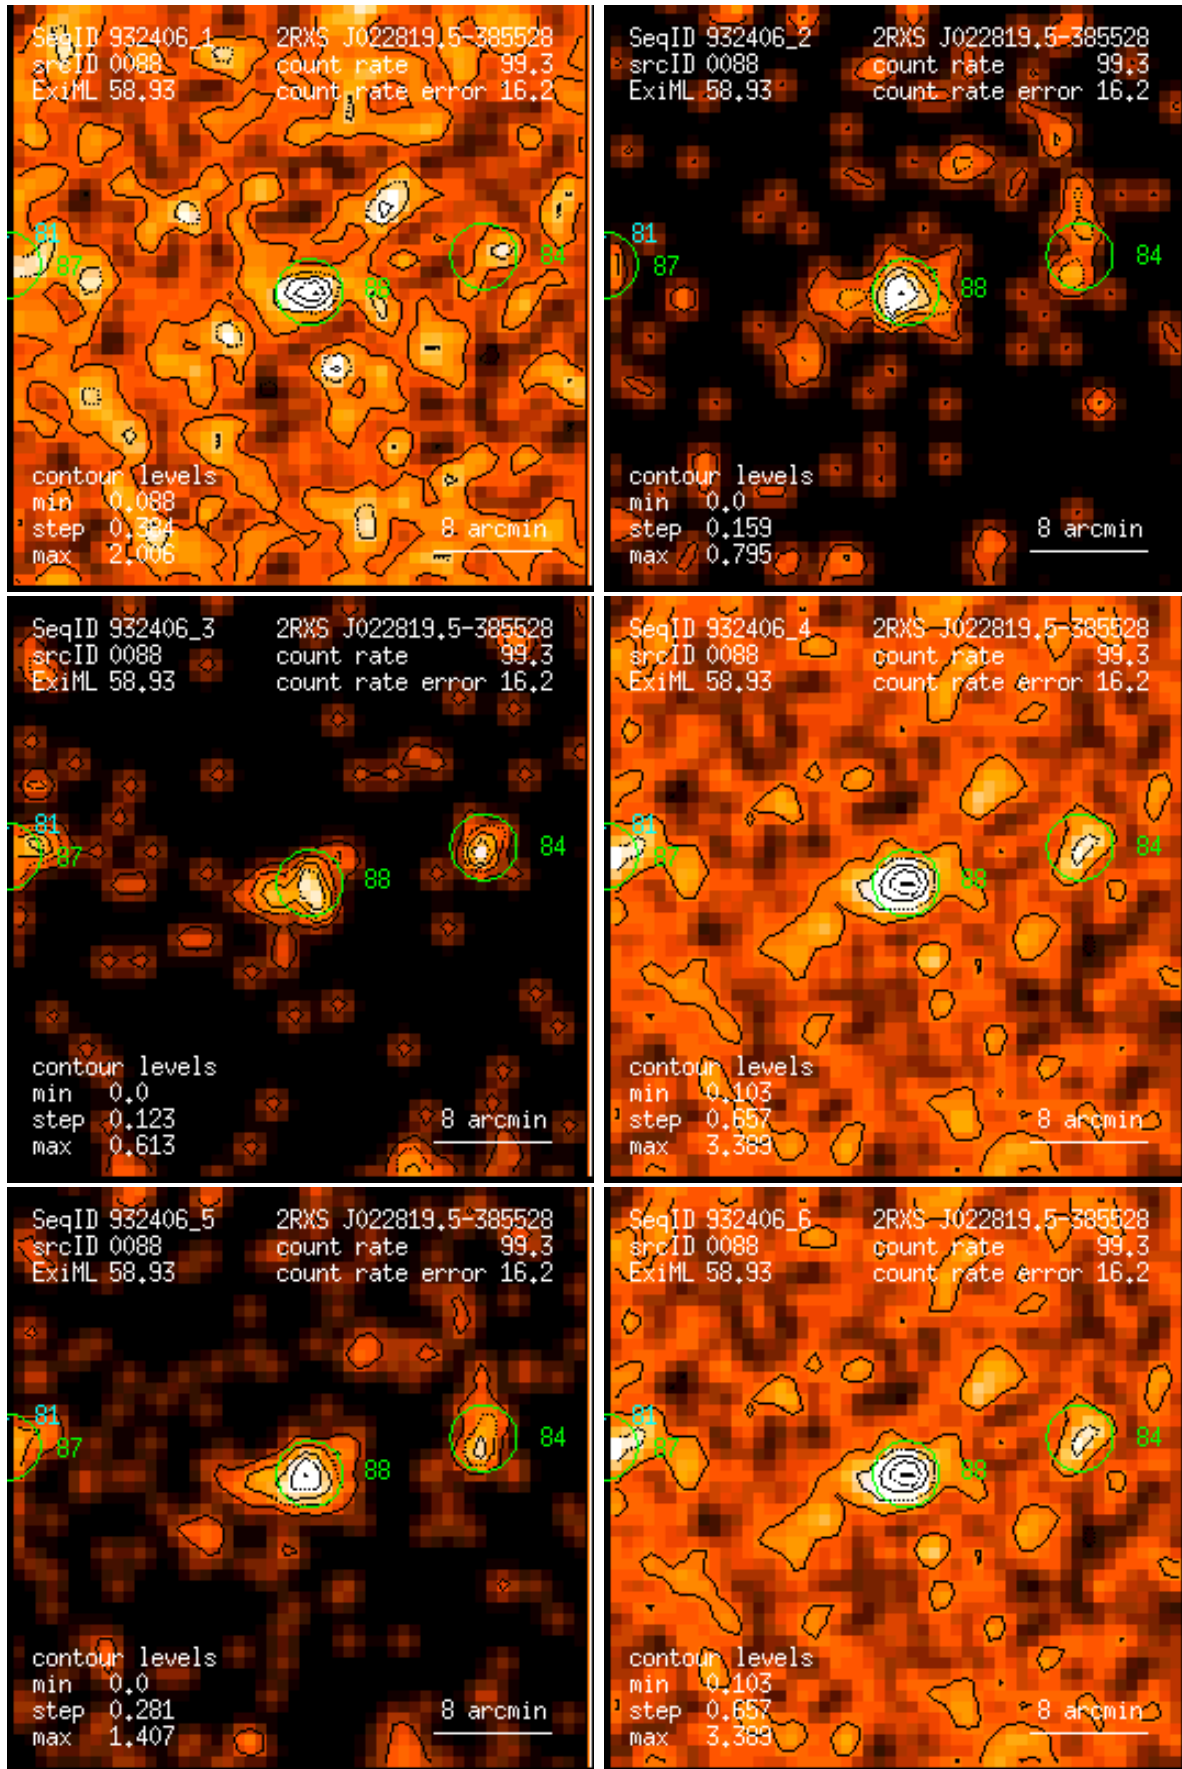 SeqID 932406_1 2RXS J022819.5-385528
srcID 0088 count rate 99.3
ExiML 58.93 count rate error 16.2
81
87
84
88
contour levels
min 0.088
step 0.384
max 2.006
8 arcmin
SeqID 932406_2 2RXS J022819.5-385528
srcID 0088 count rate 99.3
ExiML 58.93 count rate error 16.2
81
87
84
88
contour levels
min 0.0
step 0.159
max 0.795
8 arcmin
SeqID 932406_3 2RXS J022819.5-385528
srcID 0088 count rate 99.3
ExiML 58.93 count rate error 16.2
81
87
84
88
contour levels
min 0.0
step 0.123
max 0.613
8 arcmin
SeqID 932406_4 2RXS J022819.5-385528
srcID 0088 count rate 99.3
ExiML 58.93 count rate error 16.2
81
87
84
88
contour levels
min 0.103
step 0.657
max 3.389
8 arcmin
SeqID 932406_5 2RXS J022819.5-385528
srcID 0088 count rate 99.3
ExiML 58.93 count rate error 16.2
81
87
84
88
contour levels
min 0.0
step 0.281
max 1.407
8 arcmin
SeqID 932406_6 2RXS J022819.5-385528
srcID 0088 count rate 99.3
ExiML 58.93 count rate error 16.2
81
87
84
88
contour levels
min 0.103
step 0.657
max 3.389
8 arcmin